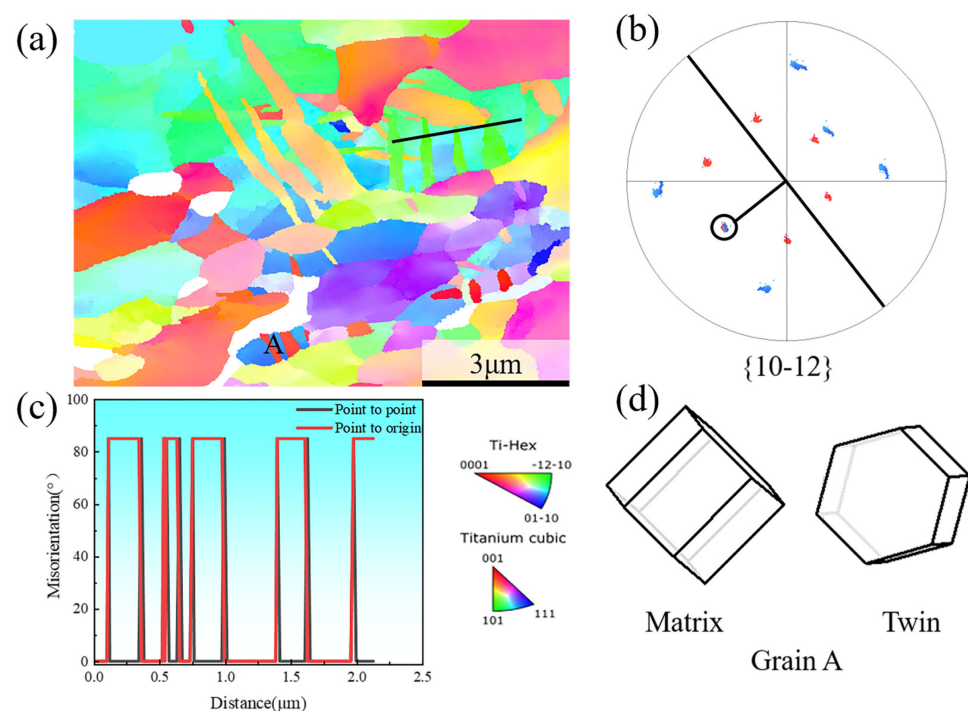 (a)
A
3μm
(b)
{10-12}
(c)
100
80
60
40
20
0
Misorientation(°)
Point to point
Point to origin
0.0 0.5 1.0 1.5 2.0 2.5
Distance(μm)
Ti-Hex
0001 -12-10
01-10
Titanium cubic
001
101 111
(d)
Matrix Twin
Grain A